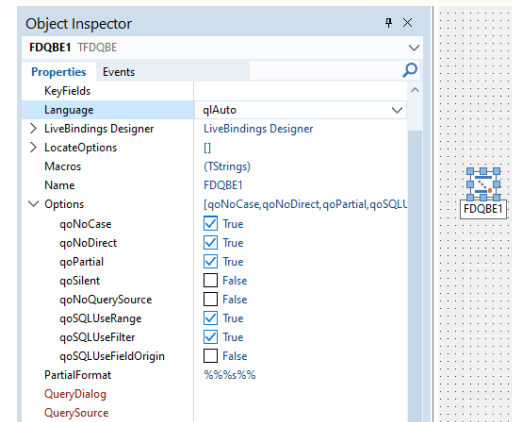 Object Inspector
FDQBE1 TFDQBE
Properties Events
KeyFields
Language qlAuto
LiveBindings Designer LiveBindings Designer
LocateOptions []
Macros (TStrings)
Name FDQBE1
Options [qoNoCase,qoNoDirect,qoPartial,qoSQLU
qoNoCase True
qoNoDirect True
qoPartial True
qoSilent False
qoNoQuerySource False
qoSQLUseRange True
qoSQLUseFilter True
qoSQLUseFieldOrigin False
PartialFormat %%%s%%
QueryDialog
QuerySource
FDQBE1